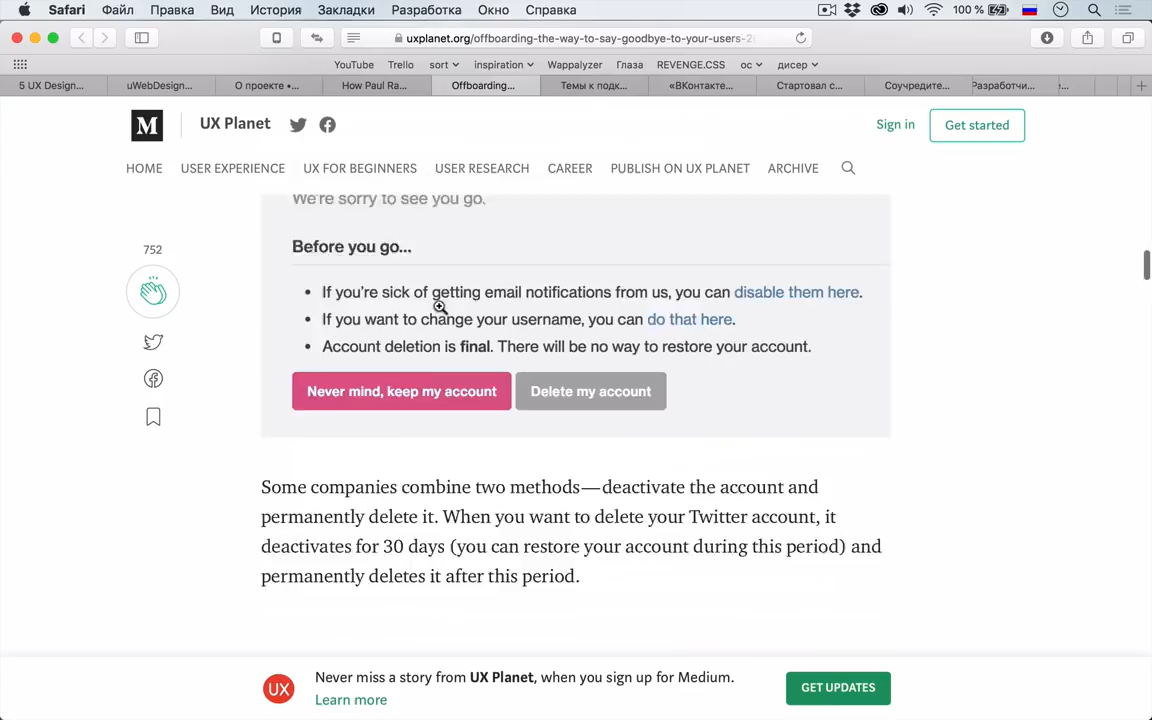 Safari Файл Правка Вид История Закладки Разработка Окно Справка 100 %
uxplanet.org/offboarding-the-way-to-say-goodbye-to-your-users-2
YouTube Trello sort inspiration Wappalyzer Глаза REVENGE.CSS ос дисер
5 UX Design... uWebDesign... О проекте •... How Paul Ra... Offboarding... Темы к подк... «ВКонтакте... Стартовал с... Соучредите... Разработчи...
M UX Planet Sign in Get started
HOME USER EXPERIENCE UX FOR BEGINNERS USER RESEARCH CAREER PUBLISH ON UX PLANET ARCHIVE
We're sorry to see you go.
752
Before you go...
• If you're sick of getting email notifications from us, you can disable them here.
• If you want to change your username, you can do that here.
• Account deletion is final. There will be no way to restore your account.
Never mind, keep my account Delete my account
Some companies combine two methods — deactivate the account and
permanently delete it. When you want to delete your Twitter account, it
deactivates for 30 days (you can restore your account during this period) and
permanently deletes it after this period.
UX Never miss a story from UX Planet, when you sign up for Medium.
Learn more
GET UPDATES